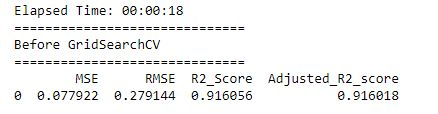 Elapsed Time: 00:00:18
==============================
Before GridSearchCV
==============================
MSE RMSE R2_Score Adjusted_R2_score
0 0.077922 0.279144 0.916056 0.916018